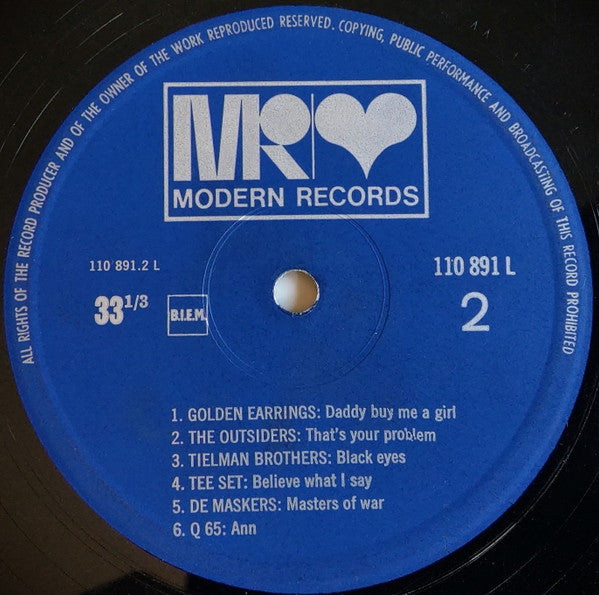 ALL RIGHTS OF THE RECORD PRODUCER AND OF THE OWNER OF THE WORK REPRODUCED RESERVED. COPYING, PUBLIC PERFORMANCE AND BROADCASTING OF THIS RECORD PROHIBITED
MR
MODERN RECORDS
110 891.2 L
110 891 L
33 1/3
B.I.E.M.
2
1. GOLDEN EARRINGS: Daddy buy me a girl
2. THE OUTSIDERS: That's your problem
3. TIELMAN BROTHERS: Black eyes
4. TEE SET: Believe what I say
5. DE MASKERS: Masters of war
6. Q 65: Ann